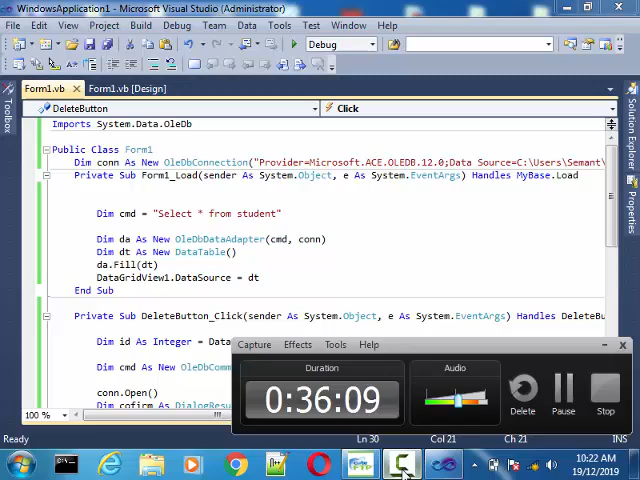 WindowsApplication1 - Microsoft Visual Studio (Administrator)
File Edit View Project Build Debug Team Data Tools Test Window Help
Debug
Form1.vb Form1.vb [Design]
Toolbox
DeleteButton Click
Solution Explorer
Properties
Imports System.Data.OleDb
Public Class Form1
Dim conn As New OleDbConnection("Provider=Microsoft.ACE.OLEDB.12.0;Data Source=C:\Users\Semant\
Private Sub Form1_Load(sender As System.Object, e As System.EventArgs) Handles MyBase.Load
Dim cmd = "Select * from student"
Dim da As New OleDbDataAdapter(cmd, conn)
Dim dt As New DataTable()
da.Fill(dt)
DataGridView1.DataSource = dt
End Sub
Private Sub DeleteButton_Click(sender As System.Object, e As System.EventArgs) Handles DeleteBu
Dim id As Integer = Data
Dim cmd As New OleDbComm
conn.Open()
Dim cofirm As DialogResu
100 %
Capture Effects Tools Help
Duration
0:36:09
Audio
Delete Pause Stop
Ready Ln 30 Col 21 Ch 21
10:22 AM
19/12/2019